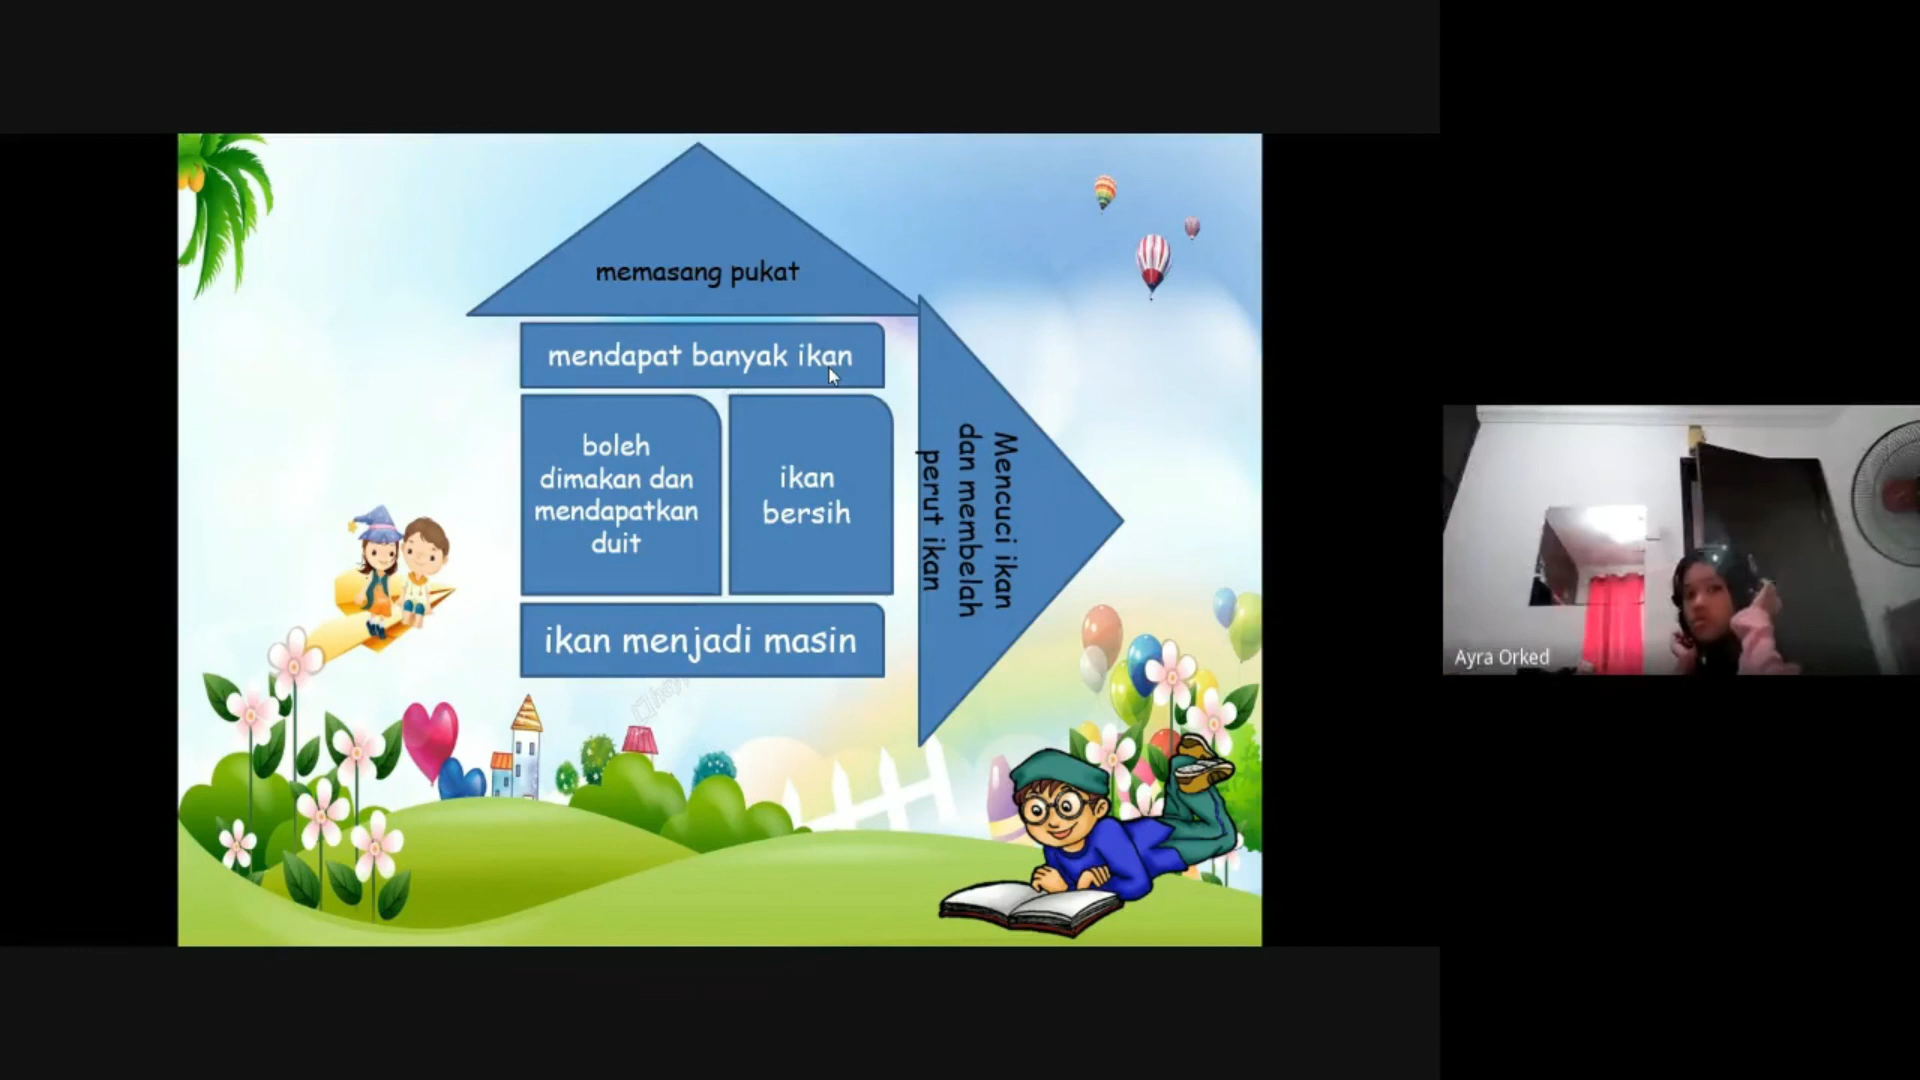 memasang pukat
mendapat banyak ikan
boleh
dimakan dan
mendapatkan
duit
ikan
bersih
Mencuci ikan
dan membelah
perut ikan
ikan menjadi masin
Ayra Orked